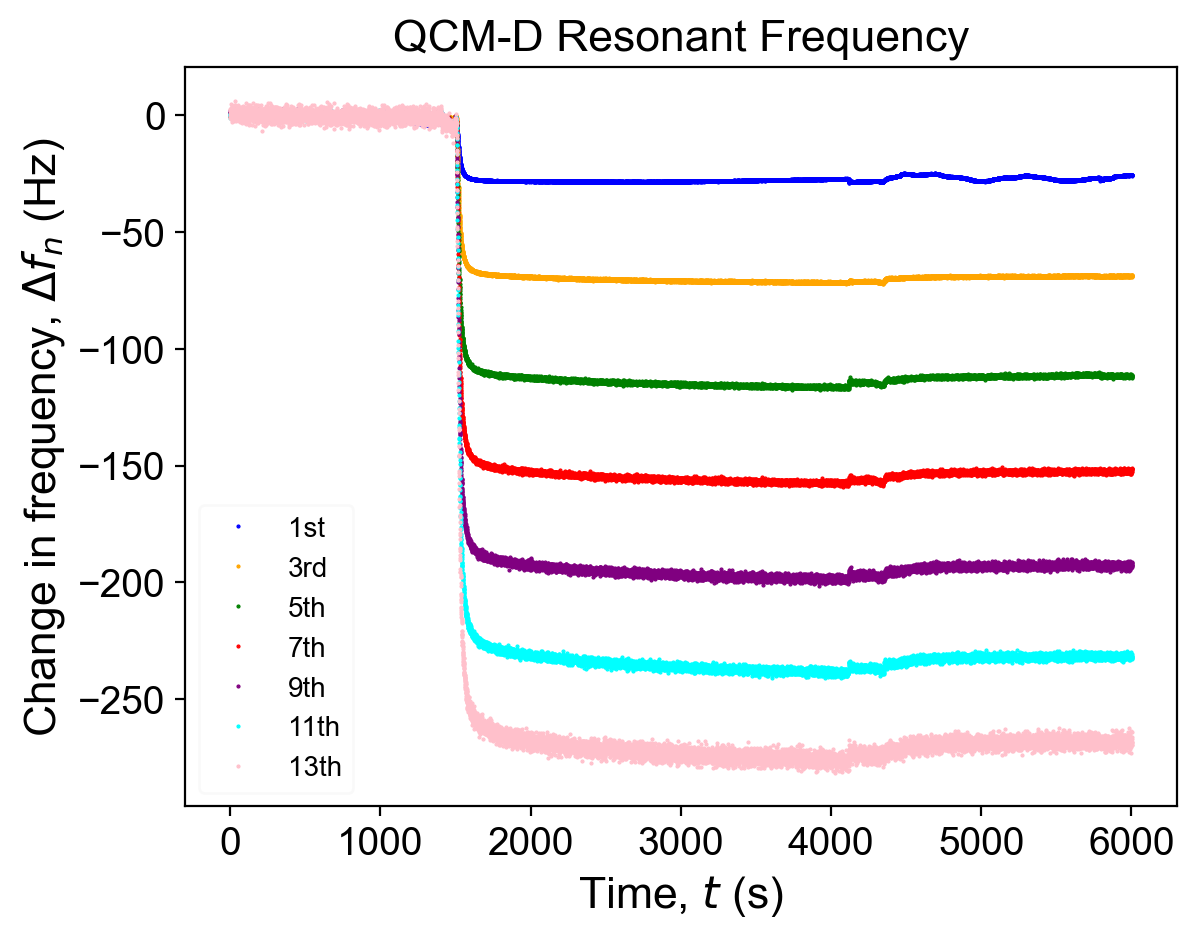 QCM-D Resonant Frequency
Change in frequency, Δfₙ (Hz)
0
−50
−100
−150
−200
−250
1st
3rd
5th
7th
9th
11th
13th
0 1000 2000 3000 4000 5000 6000
Time, t (s)